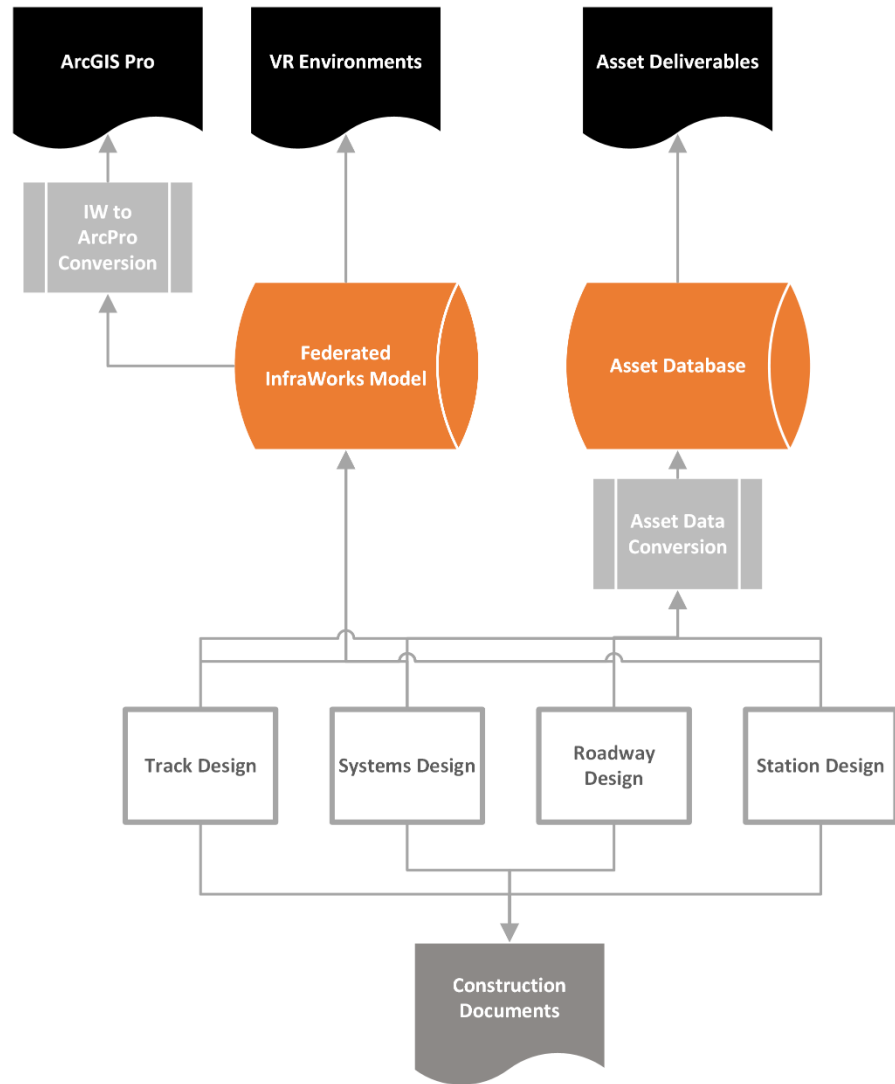 ArcGIS Pro
VR Environments
Asset Deliverables
IW to
ArcPro
Conversion
Federated
InfraWorks Model
Asset Database
Asset Data
Conversion
Track Design
Systems Design
Roadway
Design
Station Design
Construction
Documents